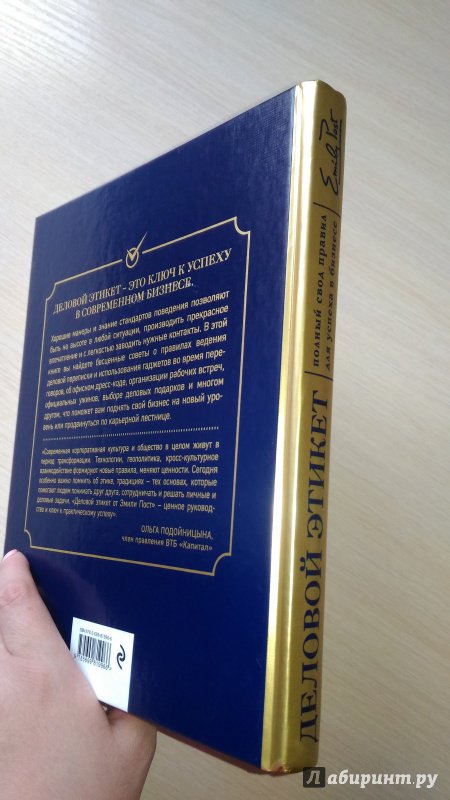 ДЕЛОВОЙ ЭТИКЕТ – ЭТО КЛЮЧ К УСПЕХУ
В СОВРЕМЕННОМ БИЗНЕСЕ.
Хорошие манеры и знание стандартов поведения позволяют
быть на высоте в любой ситуации, производить прекрасное
впечатление и с легкостью заводить нужные контакты. В этой
книге вы найдете бесценные советы о правилах ведения
деловой переписки и использования гаджетов во время пере-
говоров, об офисном дресс-коде, организации рабочих встреч,
официальных ужинов, выборе деловых подарков и многом
другом, что поможет вам поднять свой бизнес на новый уро-
вень или продвинуться по карьерной лестнице.
«Современная корпоративная культура и общество в целом живут в
период трансформации. Технологии, геополитика, кросс-культурное
взаимодействие формируют новые правила, меняют ценности. Сегодня
особенно важно помнить об этике, традициях – тех основах, которые
помогают людям понимать друг друга, сотрудничать и решать личные и
деловые задачи. «Деловой этикет от Эмили Пост» – ценное руковод-
ство и ключ к практическому успеху».
ОЛЬГА ПОДОЙНИЦЫНА,
член правления ВТБ «Капитал»
ДЕЛОВОЙ ЭТИКЕТ
ПОЛНЫЙ СВОД ПРАВИЛ
для успеха в бизнесе
Emily Post
Лабиринт.ру